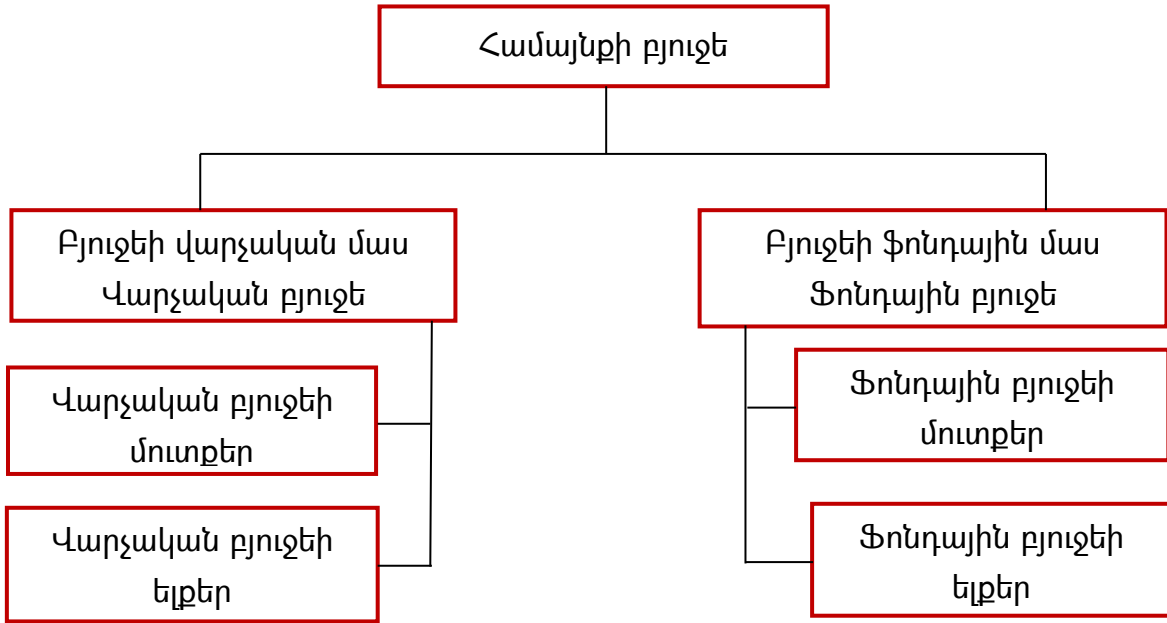 Համայնքի բյուջե
Բյուջեի վարչական մաս
Վարչական բյուջե
Բյուջեի ֆոնդային մաս
Ֆոնդային բյուջե
Վարչական բյուջեի
մուտքեր
Ֆոնդային բյուջեի
մուտքեր
Վարչական բյուջեի
ելքեր
Ֆոնդային բյուջեի
ելքեր